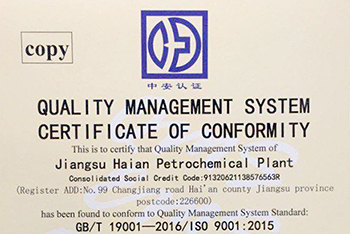 copy
中安认证
QUALITY MANAGEMENT SYSTEM
CERTIFICATE OF CONFORMITY
This is to certify that Quality Management System of
Jiangsu Haian Petrochemical Plant
Consolidated Social Credit Code:91320621138576563R
(Register ADD:No.99 Changjiang road Hai'an county Jiangsu province
postcode:226600)
has been found to conform to Quality Management System Standard:
GB/T 19001—2016/ISO 9001:2015